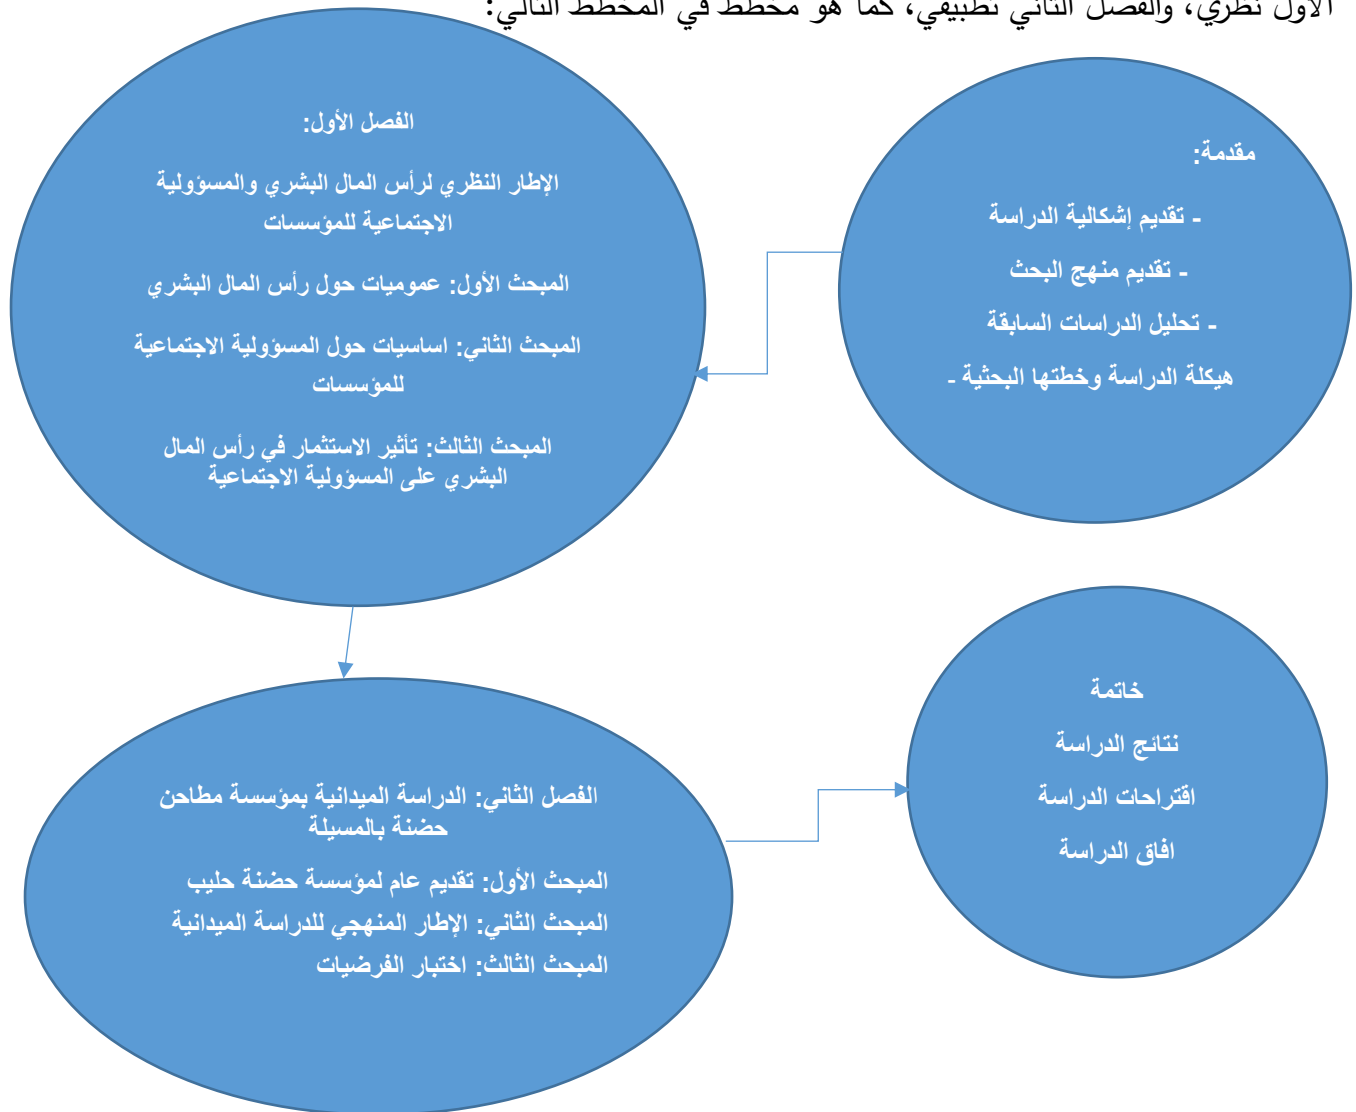 الأول نظري، والفصل الثاني تطبيقي، كما هو مخطط في المخطط التالي:
مقدمة:
- تقديم إشكالية الدراسة
- تقديم منهج البحث
- تحليل الدراسات السابقة
هيكلة الدراسة وخطتها البحثية -
الفصل الأول:
الإطار النظري لرأس المال البشري والمسؤولية
الاجتماعية للمؤسسات
المبحث الأول: عموميات حول رأس المال البشري
المبحث الثاني: اساسيات حول المسؤولية الاجتماعية
للمؤسسات
المبحث الثالث: تأثير الاستثمار في رأس المال
البشري على المسؤولية الاجتماعية
الفصل الثاني: الدراسة الميدانية بمؤسسة مطاحن
حضنة بالمسيلة
المبحث الأول: تقديم عام لمؤسسة حضنة حليب
المبحث الثاني: الإطار المنهجي للدراسة الميدانية
المبحث الثالث: اختبار الفرضيات
خاتمة
نتائج الدراسة
اقتراحات الدراسة
افاق الدراسة